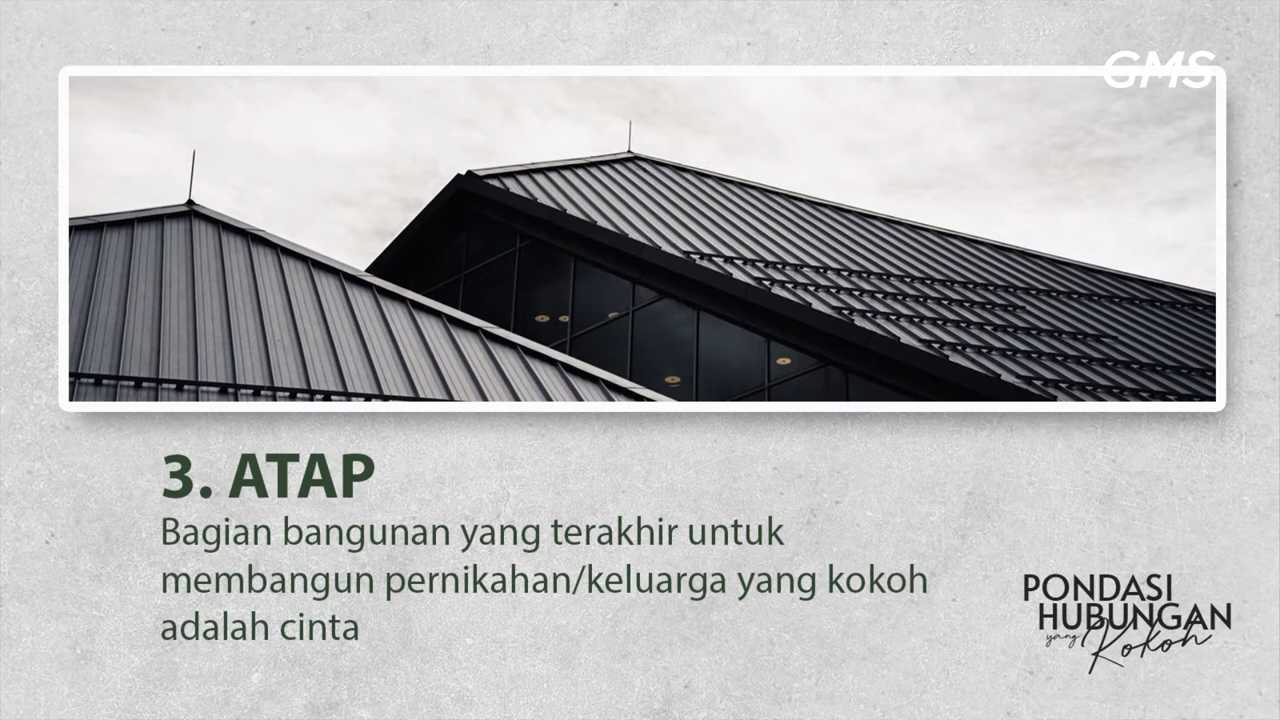 GMS
3. ATAP
Bagian bangunan yang terakhir untuk
membangun pernikahan/keluarga yang kokoh
adalah cinta
PONDASI
HUBUNGAN
yang Kokoh